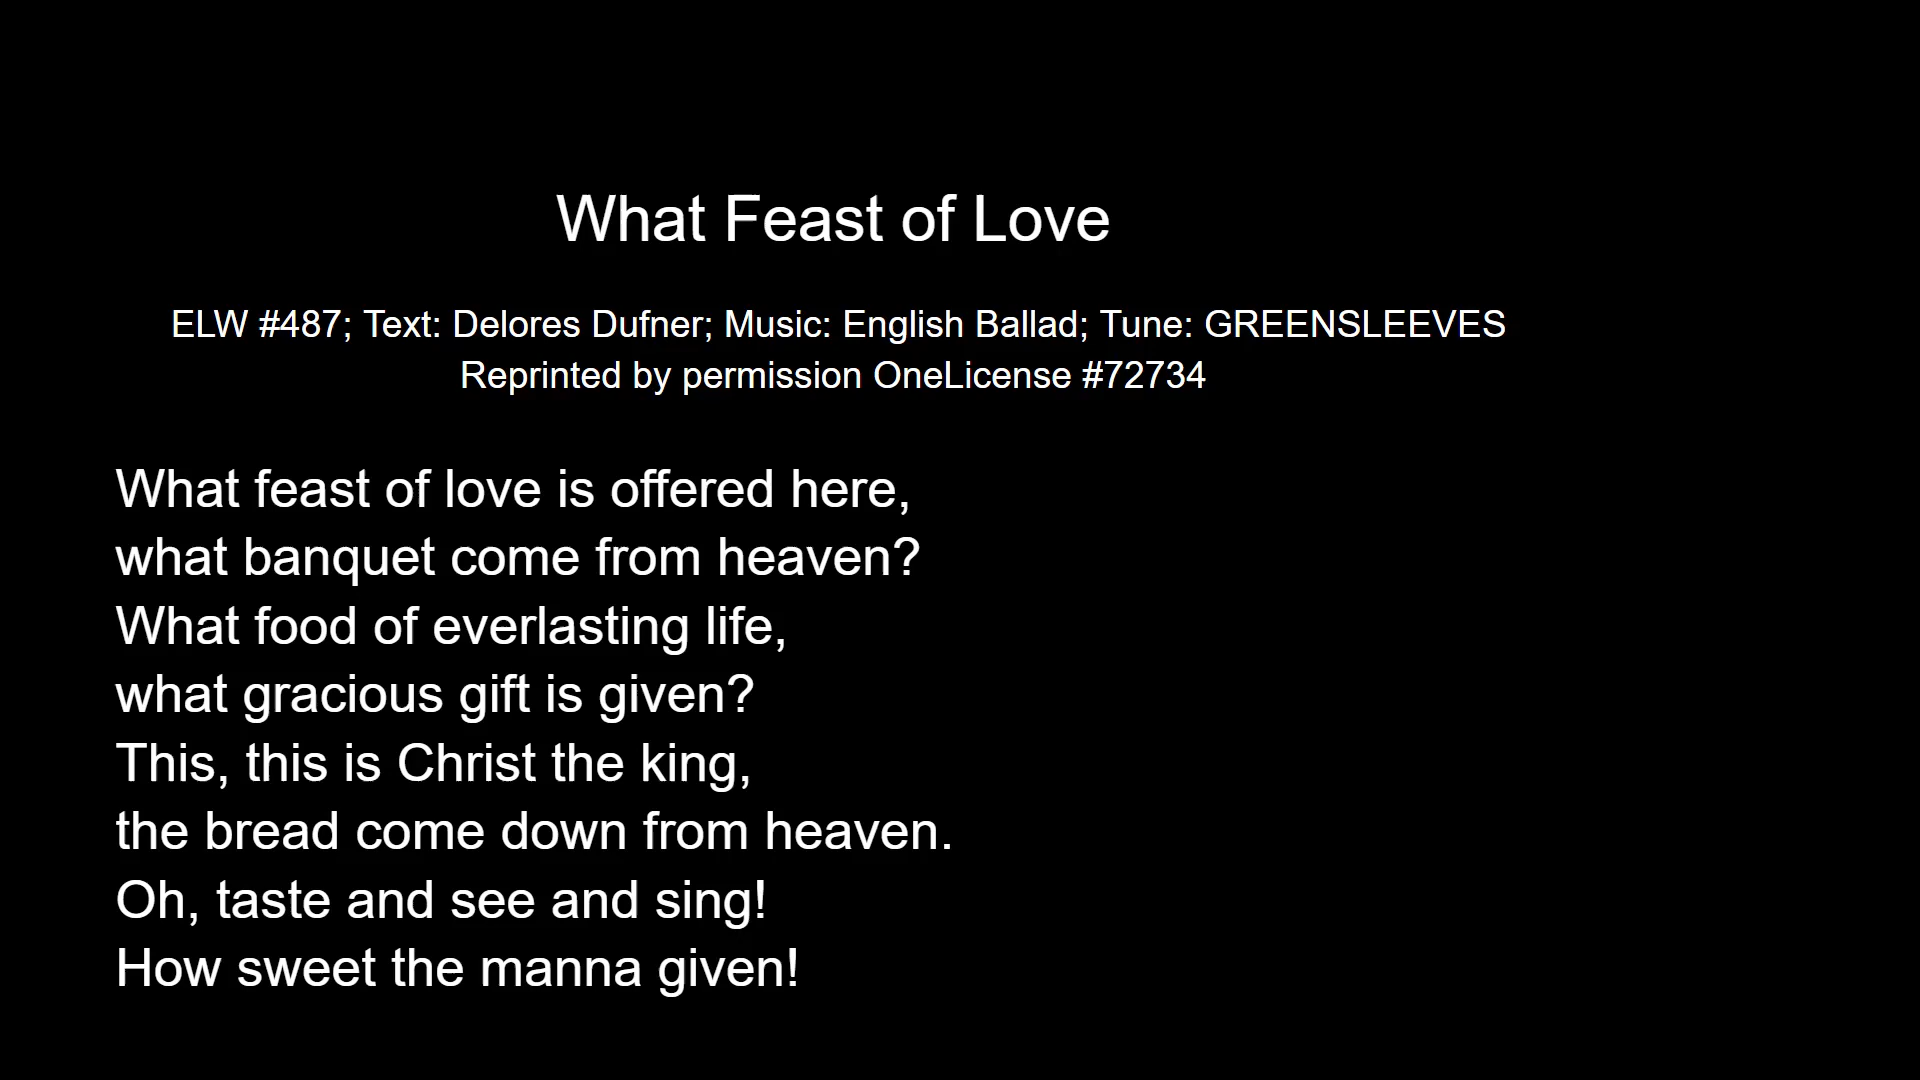 What Feast of Love
ELW #487; Text: Delores Dufner; Music: English Ballad; Tune: GREENSLEEVES
Reprinted by permission OneLicense #72734
What feast of love is offered here,
what banquet come from heaven?
What food of everlasting life,
what gracious gift is given?
This, this is Christ the king,
the bread come down from heaven.
Oh, taste and see and sing!
How sweet the manna given!